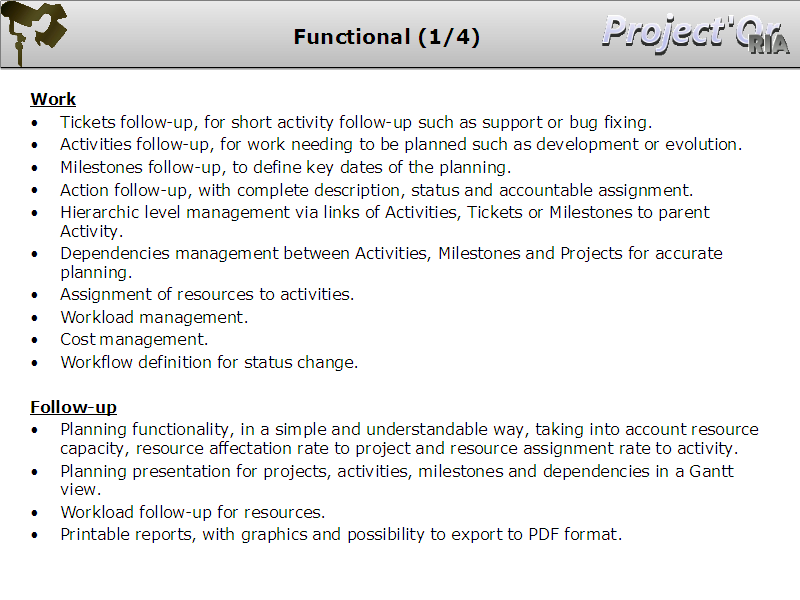 Functional (1/4)
Project'Or
RIA
Work
• Tickets follow-up, for short activity follow-up such as support or bug fixing.
• Activities follow-up, for work needing to be planned such as development or evolution.
• Milestones follow-up, to define key dates of the planning.
• Action follow-up, with complete description, status and accountable assignment.
• Hierarchic level management via links of Activities, Tickets or Milestones to parent
Activity.
• Dependencies management between Activities, Milestones and Projects for accurate
planning.
• Assignment of resources to activities.
• Workload management.
• Cost management.
• Workflow definition for status change.
Follow-up
• Planning functionality, in a simple and understandable way, taking into account resource
capacity, resource affectation rate to project and resource assignment rate to activity.
• Planning presentation for projects, activities, milestones and dependencies in a Gantt
view.
• Workload follow-up for resources.
• Printable reports, with graphics and possibility to export to PDF format.